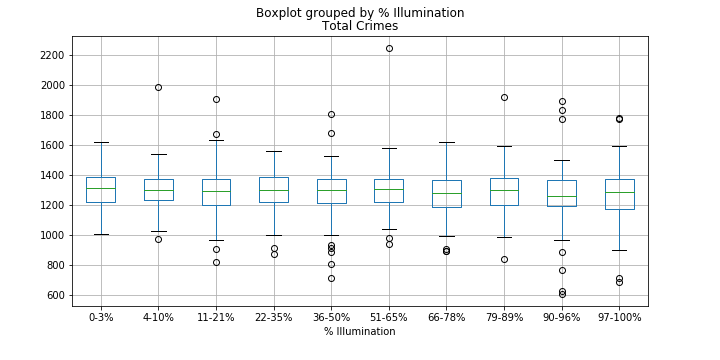 Boxplot grouped by % Illumination
Total Crimes
2200
2000
1800
1600
1400
1200
1000
800
600
0-3% 4-10% 11-21% 22-35% 36-50% 51-65% 66-78% 79-89% 90-96% 97-100%
% Illumination